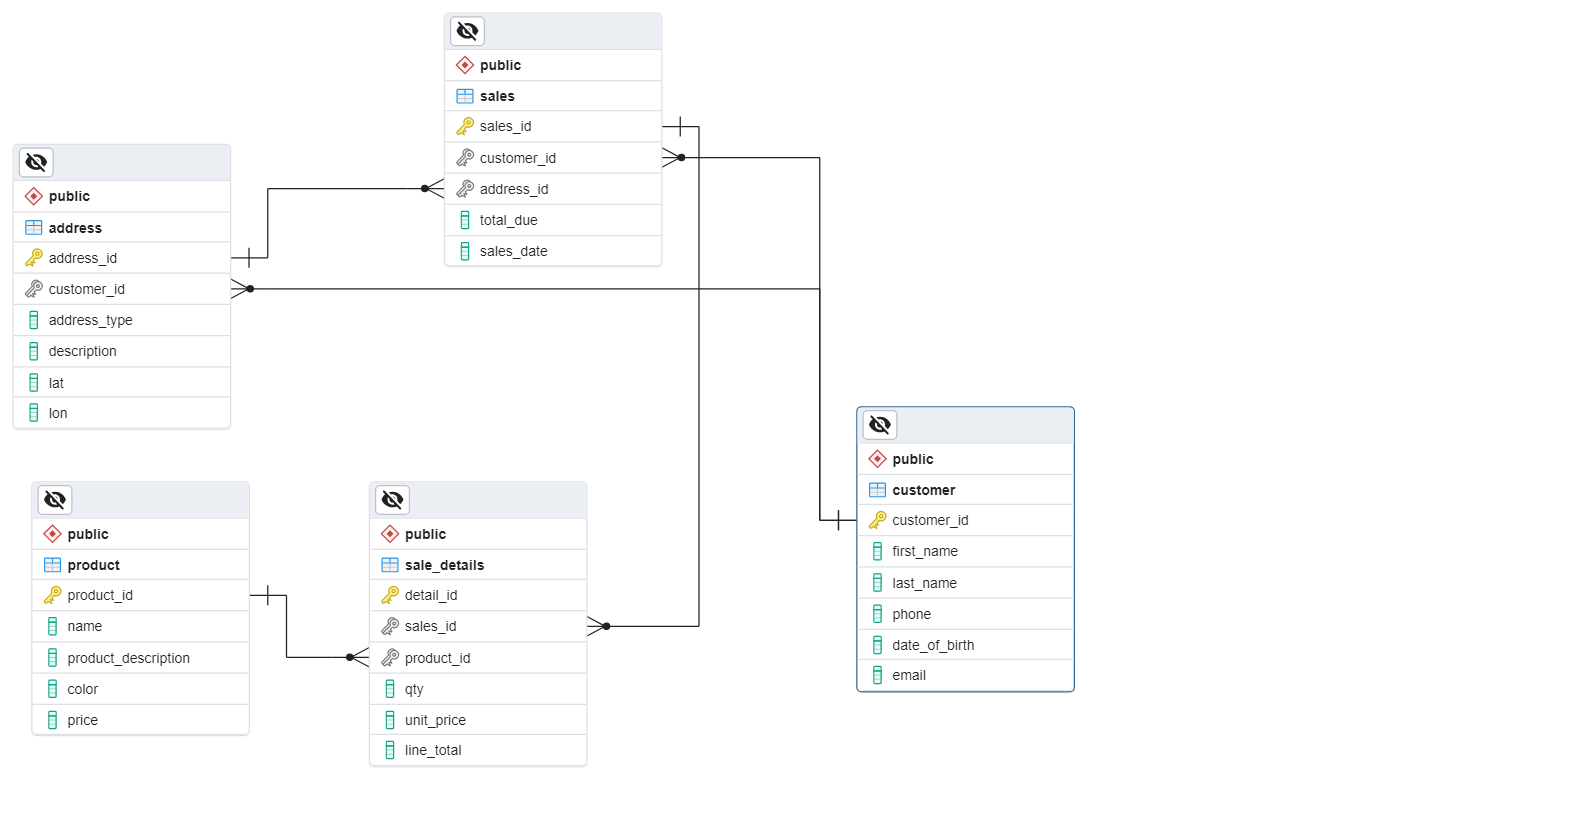 public
sales
sales_id
customer_id
address_id
total_due
sales_date
public
address
address_id
customer_id
address_type
description
lat
lon
public
product
product_id
name
product_description
color
price
public
sale_details
detail_id
sales_id
product_id
qty
unit_price
line_total
public
customer
customer_id
first_name
last_name
phone
date_of_birth
email